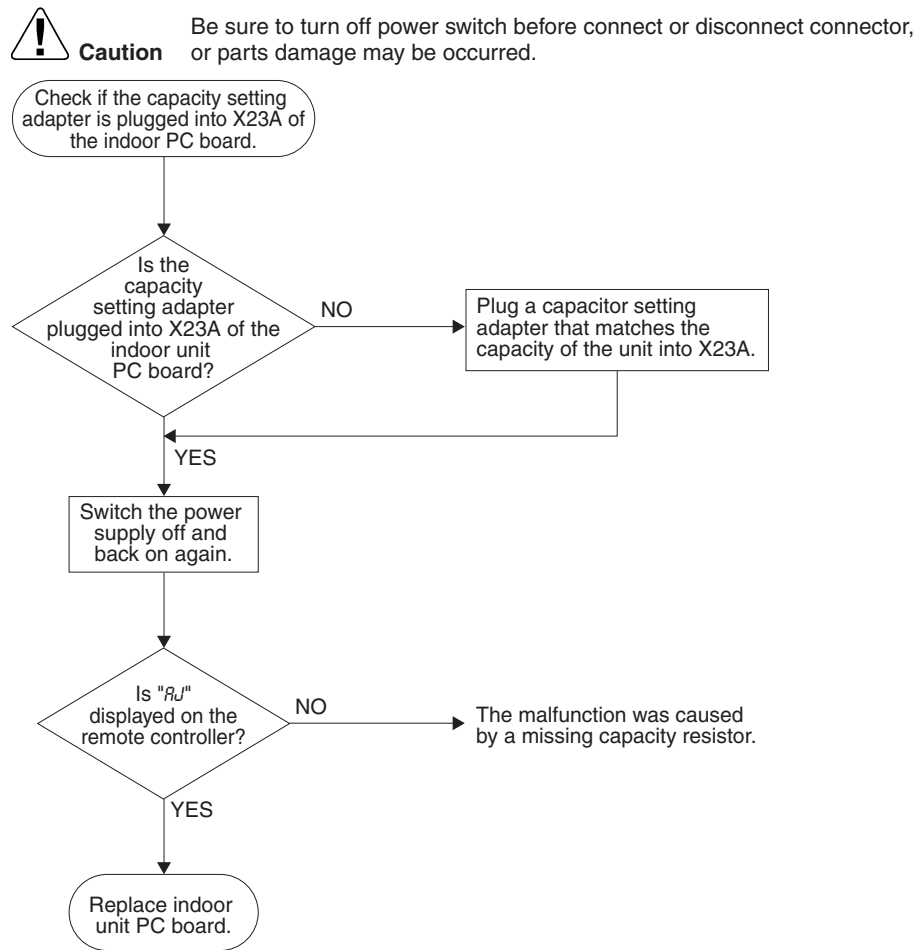 Be sure to turn off power switch before connect or disconnect connector,
Caution or parts damage may be occurred.
Check if the capacity setting
adapter is plugged into X23A of
the indoor PC board.
Is the
capacity
setting adapter
plugged into X23A of the
indoor unit
PC board?
NO
Plug a capacitor setting
adapter that matches the
capacity of the unit into X23A.
YES
Switch the power
supply off and
back on again.
Is "AJ"
displayed on the
remote controller?
NO
The malfunction was caused
by a missing capacity resistor.
YES
Replace indoor
unit PC board.